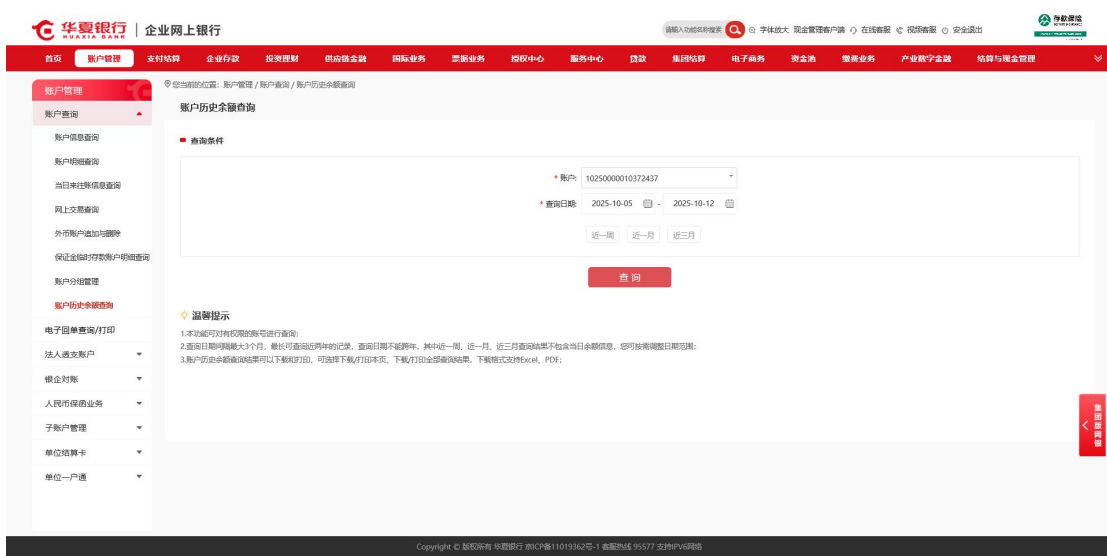 华夏银行 | 企业网上银行
HUAXIA BANK
请输入功能名称搜索 字体放大 现金管理客户端 在线客服 视频客服 安全退出
存款保险
首页 账户管理 支付结算 企业存款 投资理财 供应链金融 国际业务 票据业务 授权中心 服务中心 贷款 集团结算 电子商务 资金池 缴费业务 产业数字金融 结算与现金管理
账户管理
您当前的位置：账户管理 / 账户查询 / 账户历史余额查询
账户查询
账户信息查询
账户明细查询
当日来往账信息查询
网上交易查询
外币账户追加与删除
保证金临时存款账户明细查询
账户分组管理
账户历史余额查询
电子回单查询/打印
法人透支账户
银企对账
人民币保函业务
子账户管理
单位结算卡
单位一户通
账户历史余额查询
查询条件
* 账户: 10250000010372437
* 查询日期: 2025-10-05 - 2025-10-12
近一周 近一月 近三月
查 询
温馨提示
1.本功能可对有权限的账号进行查询;
2.查询日期间隔最大3个月，最长可查询近两年的记录，查询日期不能跨年，其中近一周、近一月、近三月查询结果不包含当日余额信息，您可按需调整日期范围;
3.账户历史余额查询结果可以下载和打印，可选择下载/打印本页、下载/打印全部查询结果，下载格式支持Excel、PDF;
集团版网银
Copyright © 版权所有 华夏银行 京ICP备11019362号-1 客服热线 95577 支持IPV6网络